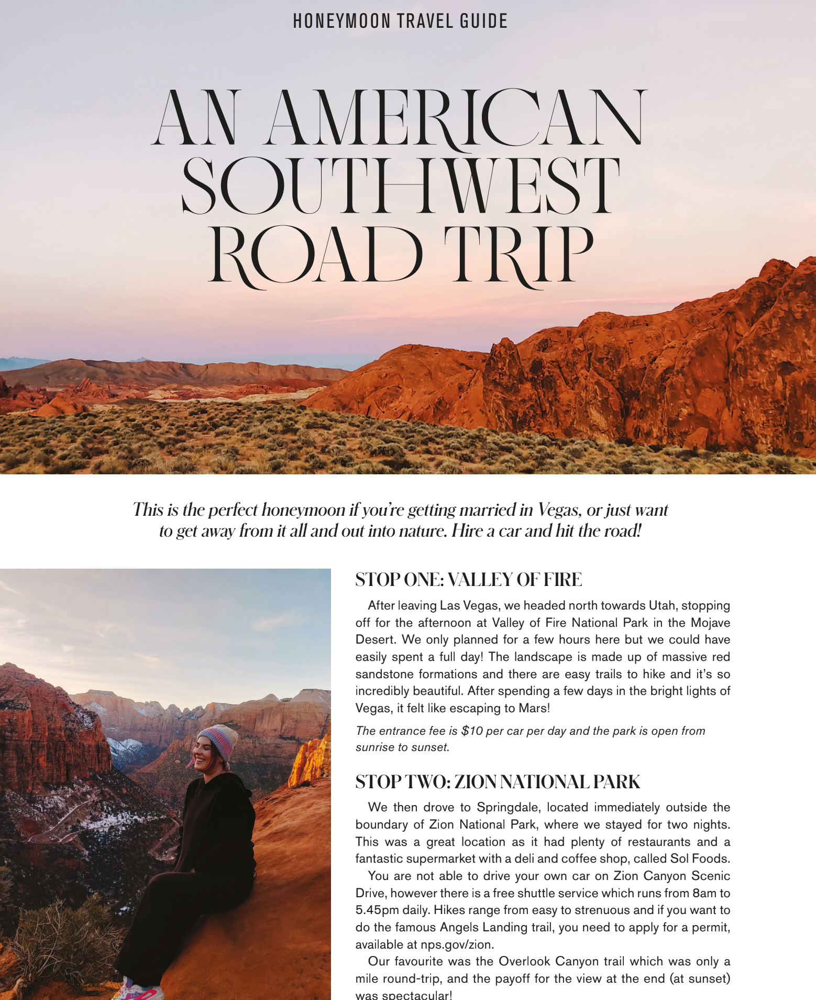 HONEYMOON TRAVEL GUIDE
AN AMERICAN
SOUTHWEST
ROAD TRIP
This is the perfect honeymoon if you’re getting married in Vegas, or just want
to get away from it all and out into nature. Hire a car and hit the road!
STOP ONE: VALLEY OF FIRE
After leaving Las Vegas, we headed north towards Utah, stopping
off for the afternoon at Valley of Fire National Park in the Mojave
Desert. We only planned for a few hours here but we could have
easily spent a full day! The landscape is made up of massive red
sandstone formations and there are easy trails to hike and it’s so
incredibly beautiful. After spending a few days in the bright lights of
Vegas, it felt like escaping to Mars!
The entrance fee is $10 per car per day and the park is open from
sunrise to sunset.
STOP TWO: ZION NATIONAL PARK
We then drove to Springdale, located immediately outside the
boundary of Zion National Park, where we stayed for two nights.
This was a great location as it had plenty of restaurants and a
fantastic supermarket with a deli and coffee shop, called Sol Foods.
You are not able to drive your own car on Zion Canyon Scenic
Drive, however there is a free shuttle service which runs from 8am to
5.45pm daily. Hikes range from easy to strenuous and if you want to
do the famous Angels Landing trail, you need to apply for a permit,
available at nps.gov/zion.
Our favourite was the Overlook Canyon trail which was only a
mile round-trip, and the payoff for the view at the end (at sunset)
was spectacular!